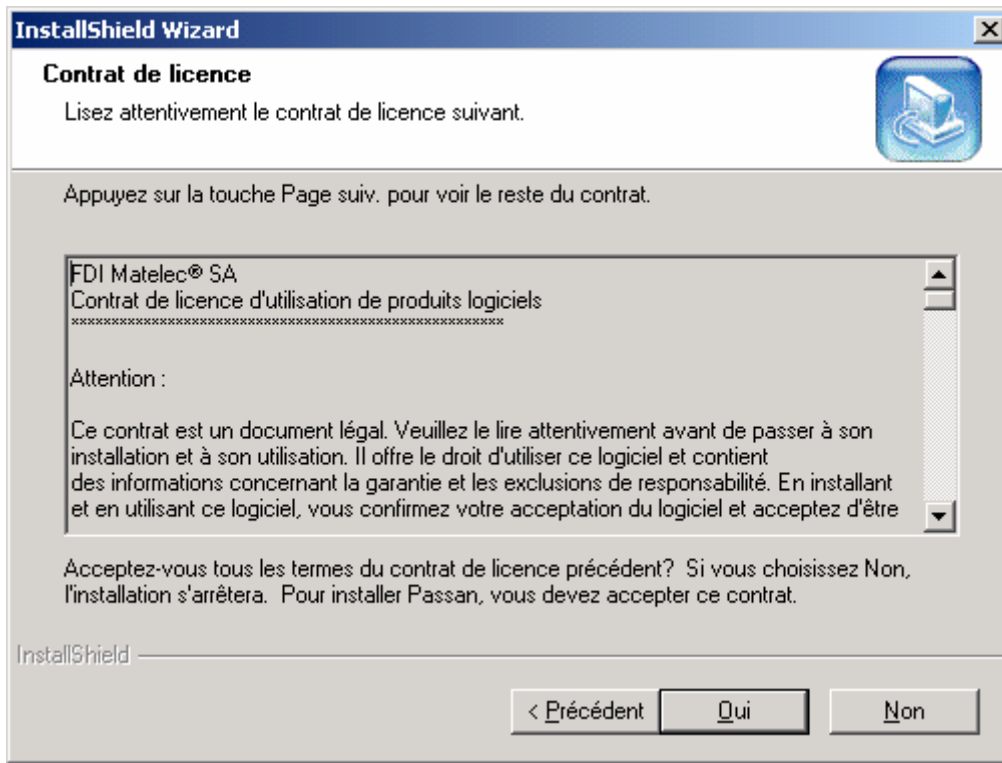 InstallShield Wizard
Contrat de licence
Lisez attentivement le contrat de licence suivant.
Appuyez sur la touche Page suiv. pour voir le reste du contrat.
FDI Matelec® SA
Contrat de licence d'utilisation de produits logiciels
******************************************************
Attention :
Ce contrat est un document légal. Veuillez le lire attentivement avant de passer à son
installation et à son utilisation. Il offre le droit d'utiliser ce logiciel et contient
des informations concernant la garantie et les exclusions de responsabilité. En installant
et en utilisant ce logiciel, vous confirmez votre acceptation du logiciel et acceptez d'être
Acceptez-vous tous les termes du contrat de licence précédent? Si vous choisissez Non,
l'installation s'arrêtera. Pour installer Passan, vous devez accepter ce contrat.
InstallShield
< Précédent
Oui
Non